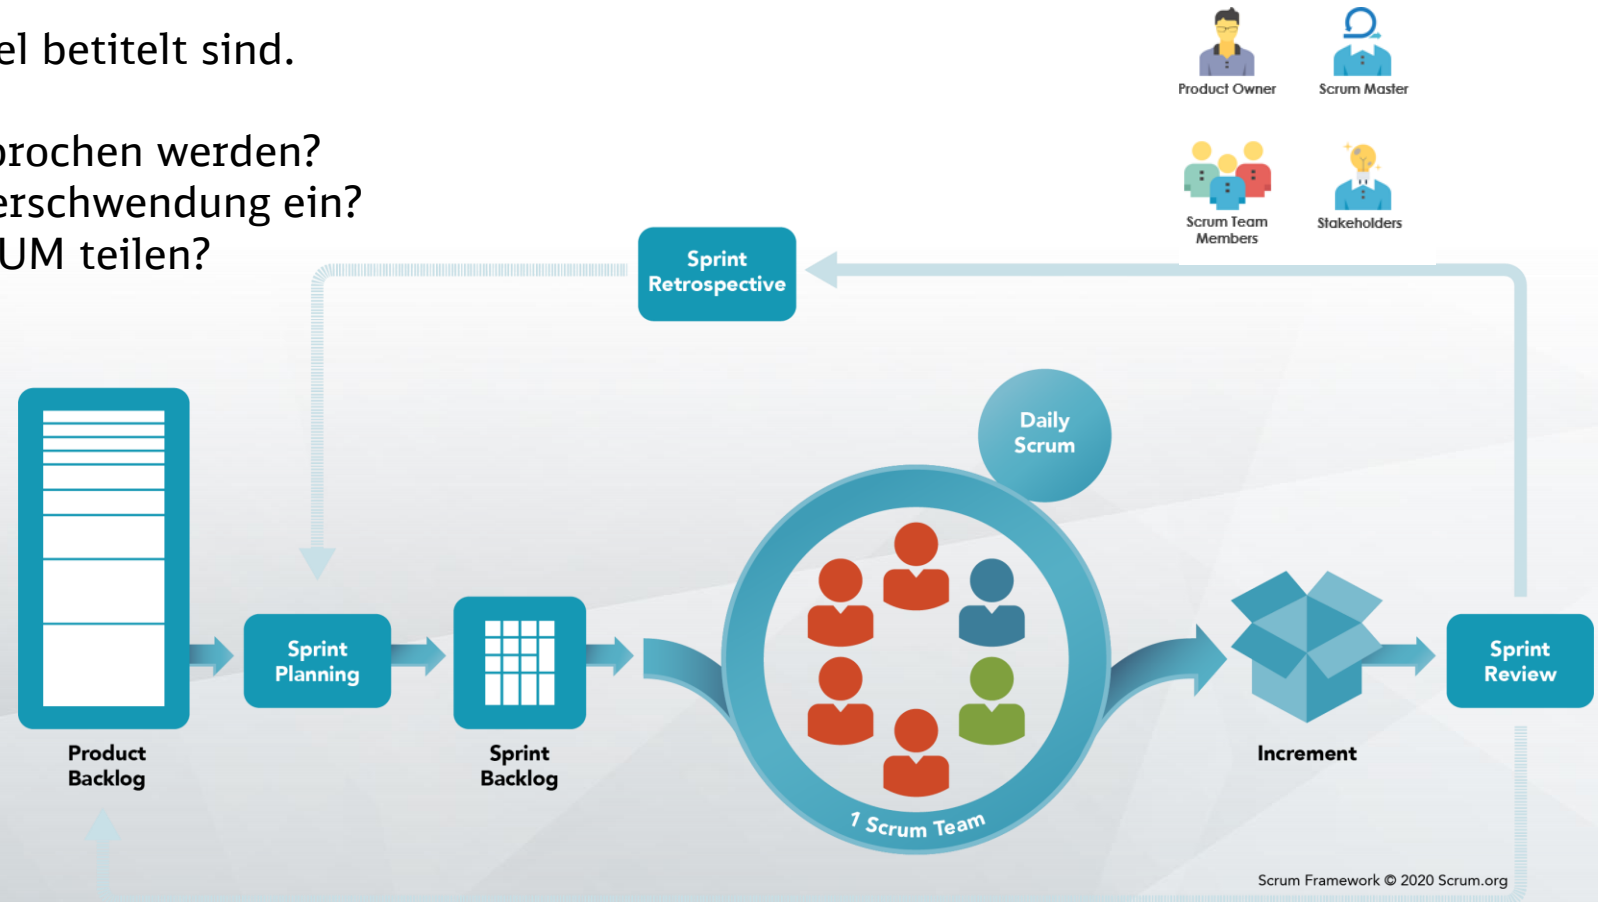 el betitelt sind.
prochen werden?
erschwendung ein?
UM teilen?
Product Owner
Scrum Master
Scrum Team
Members
Stakeholders
Sprint
Retrospective
Daily
Scrum
Sprint
Planning
Sprint
Review
Product
Backlog
Sprint
Backlog
1 Scrum Team
Increment
Scrum Framework © 2020 Scrum.org